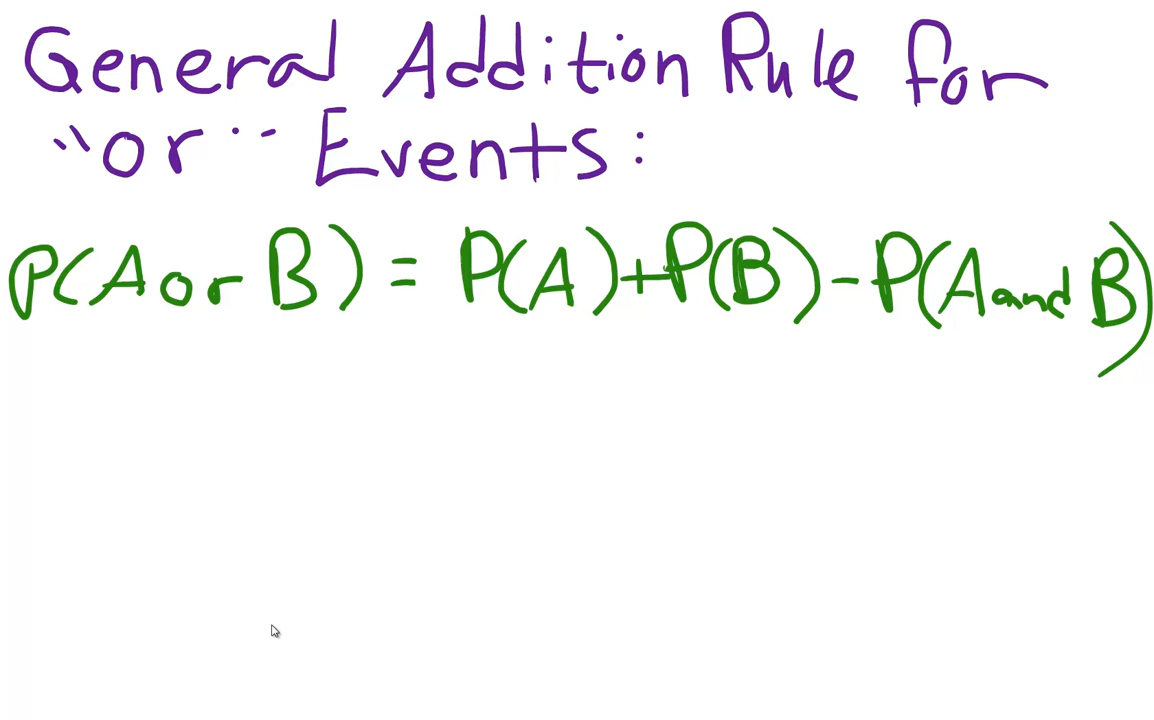 General Addition Rule for
"or" Events:
P(A or B) = P(A)+P(B) - P(A and B)